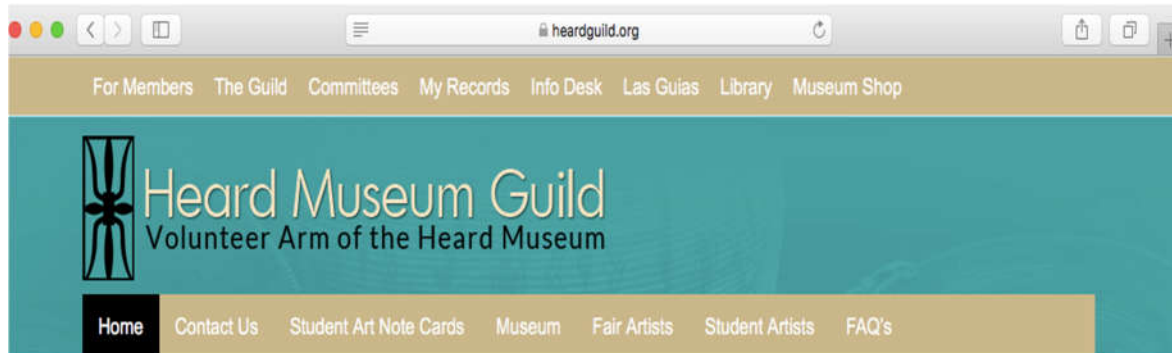 heardguild.org
For Members The Guild Committees My Records Info Desk Las Guias Library Museum Shop
Heard Museum Guild
Volunteer Arm of the Heard Museum
Home Contact Us Student Art Note Cards Museum Fair Artists Student Artists FAQ's